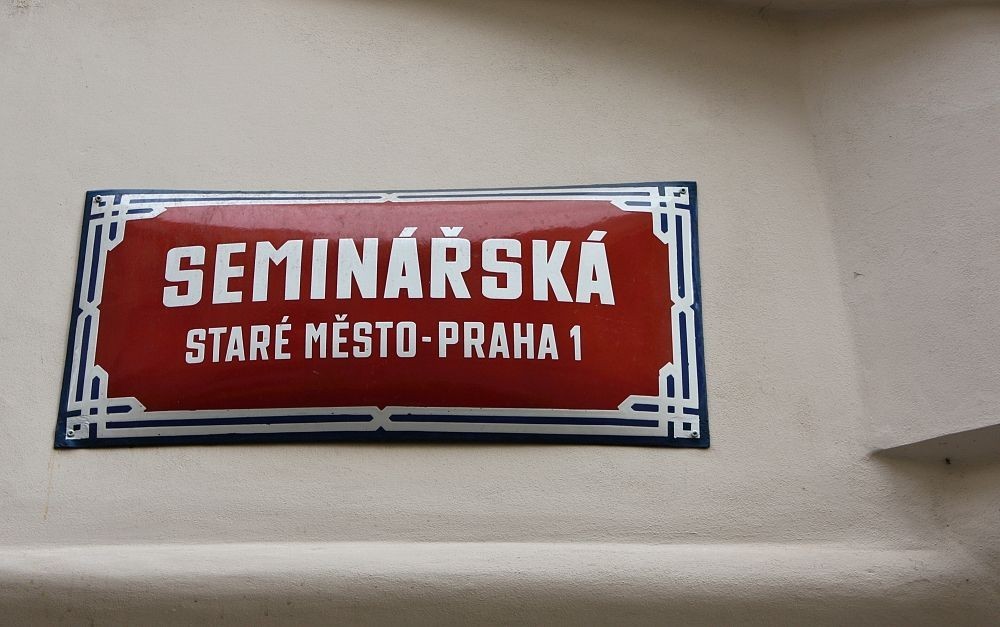 SEMINÁŘSKÁ
STARÉ MĚSTO-PRAHA 1